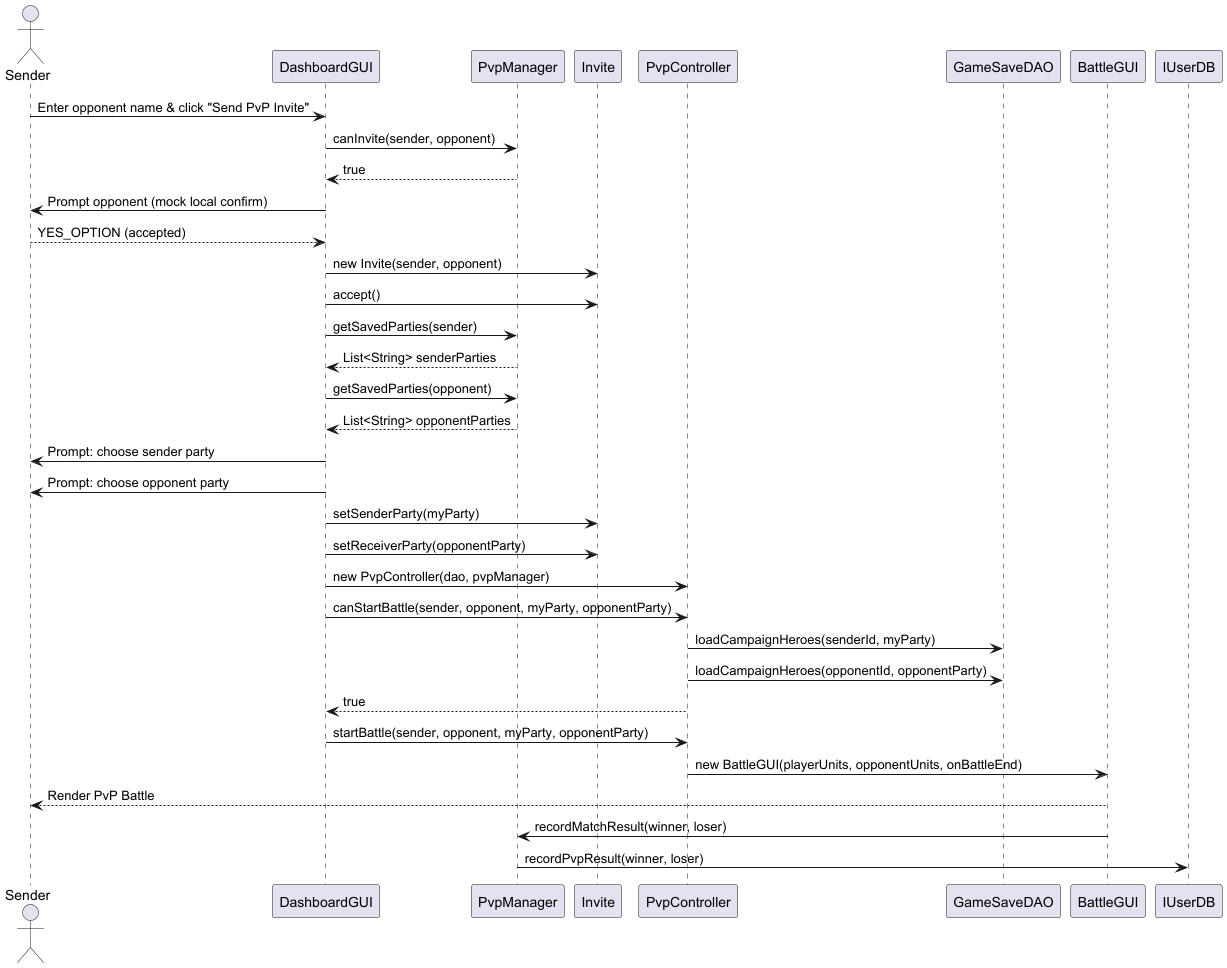 Sender
DashboardGUI
PvpManager
Invite
PvpController
GameSaveDAO
BattleGUI
IUserDB
Enter opponent name & click "Send PvP Invite"
canInvite(sender, opponent)
true
Prompt opponent (mock local confirm)
YES_OPTION (accepted)
new Invite(sender, opponent)
accept()
getSavedParties(sender)
List<String> senderParties
getSavedParties(opponent)
List<String> opponentParties
Prompt: choose sender party
Prompt: choose opponent party
setSenderParty(myParty)
setReceiverParty(opponentParty)
new PvpController(dao, pvpManager)
canStartBattle(sender, opponent, myParty, opponentParty)
loadCampaignHeroes(senderId, myParty)
loadCampaignHeroes(opponentId, opponentParty)
true
startBattle(sender, opponent, myParty, opponentParty)
new BattleGUI(playerUnits, opponentUnits, onBattleEnd)
Render PvP Battle
recordMatchResult(winner, loser)
recordPvpResult(winner, loser)
Sender
DashboardGUI
PvpManager
Invite
PvpController
GameSaveDAO
BattleGUI
IUserDB